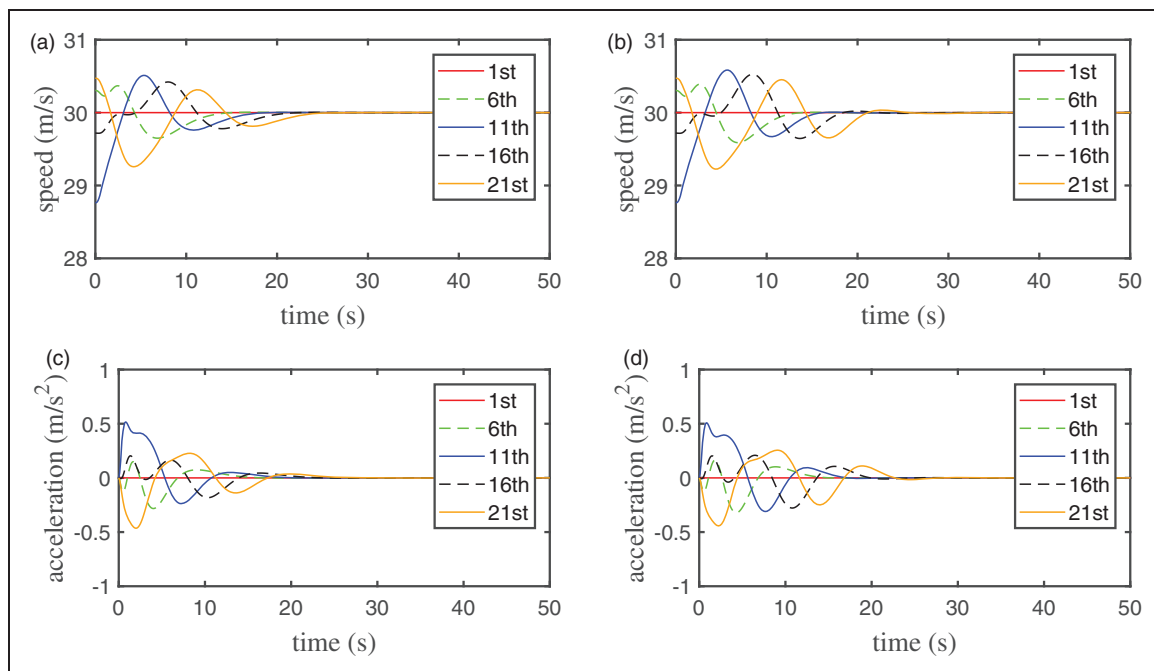 (a)
31
30
29
28
speed (m/s)
0 10 20 30 40 50
time (s)
1st
6th
11th
16th
21st
(b)
31
30
29
28
speed (m/s)
0 10 20 30 40 50
time (s)
1st
6th
11th
16th
21st
(c)
1
0.5
0
-0.5
-1
acceleration (m/s²)
0 10 20 30 40 50
time (s)
1st
6th
11th
16th
21st
(d)
1
0.5
0
-0.5
-1
acceleration (m/s²)
0 10 20 30 40 50
time (s)
1st
6th
11th
16th
21st